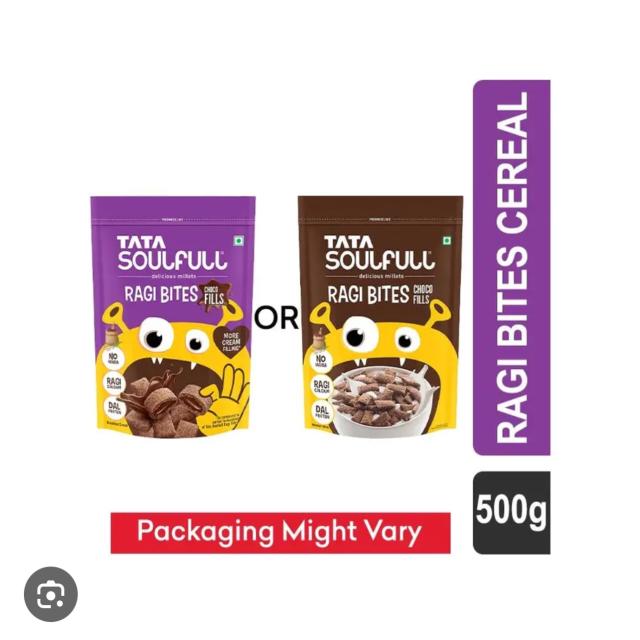 TATA
SOULFULL
delicious millets
RAGI BITES CHOCO FILLS
MORE CREAM FILLING*
NO MAIDA
RAGI CALCIUM
DAL PROTEIN
OR
TATA
SOULFULL
delicious millets
RAGI BITES CHOCO FILLS
NO MAIDA
RAGI CALCIUM
DAL PROTEIN
RAGI BITES CEREAL
500g
Packaging Might Vary